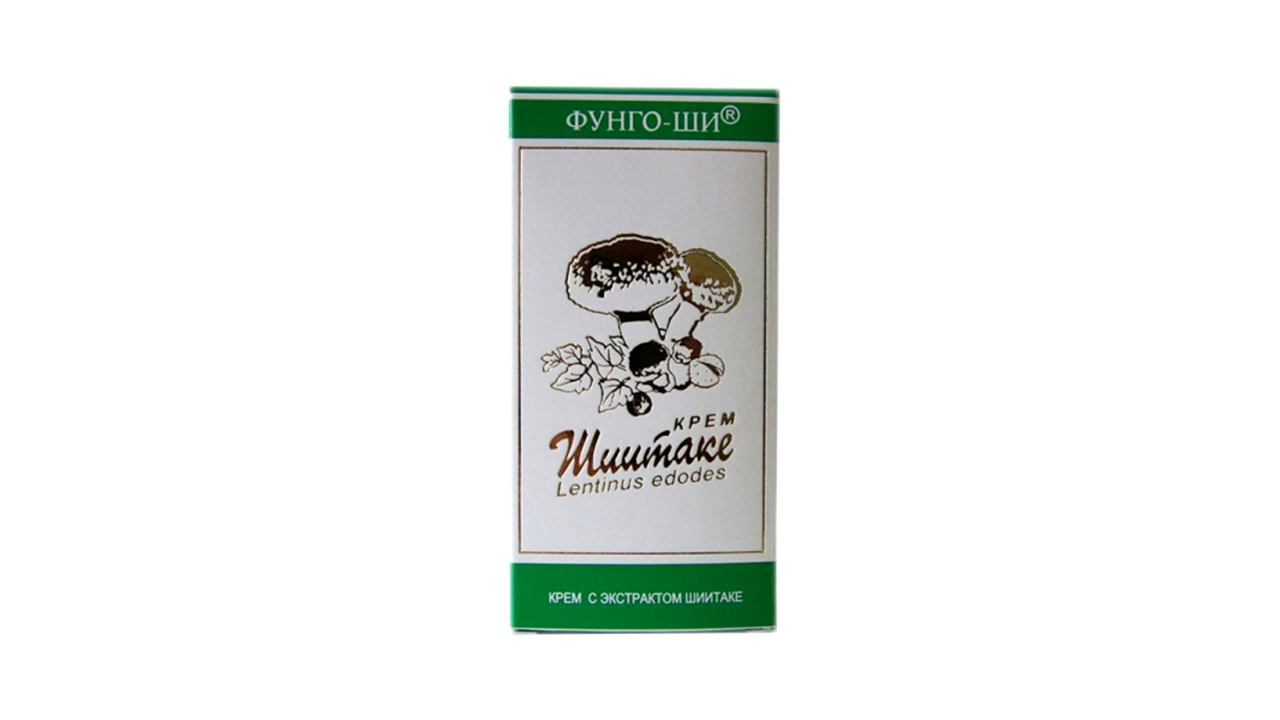 ФУНГО-ШИ®
КРЕМ
Шиитаке
Lentinus edodes
КРЕМ С ЭКСТРАКТОМ ШИИТАКЕ